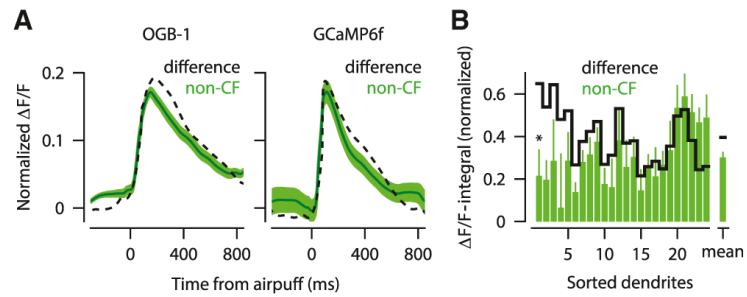 A
OGB-1
GCaMP6f
difference
non-CF
difference
non-CF
Normalized ΔF/F
0.2
0.1
0
0
400
800
0
400
800
Time from airpuff (ms)
B
difference
non-CF
ΔF/F-integral (normalized)
0.6
0.4
0.2
0
*
5
10
15
20
mean
Sorted dendrites